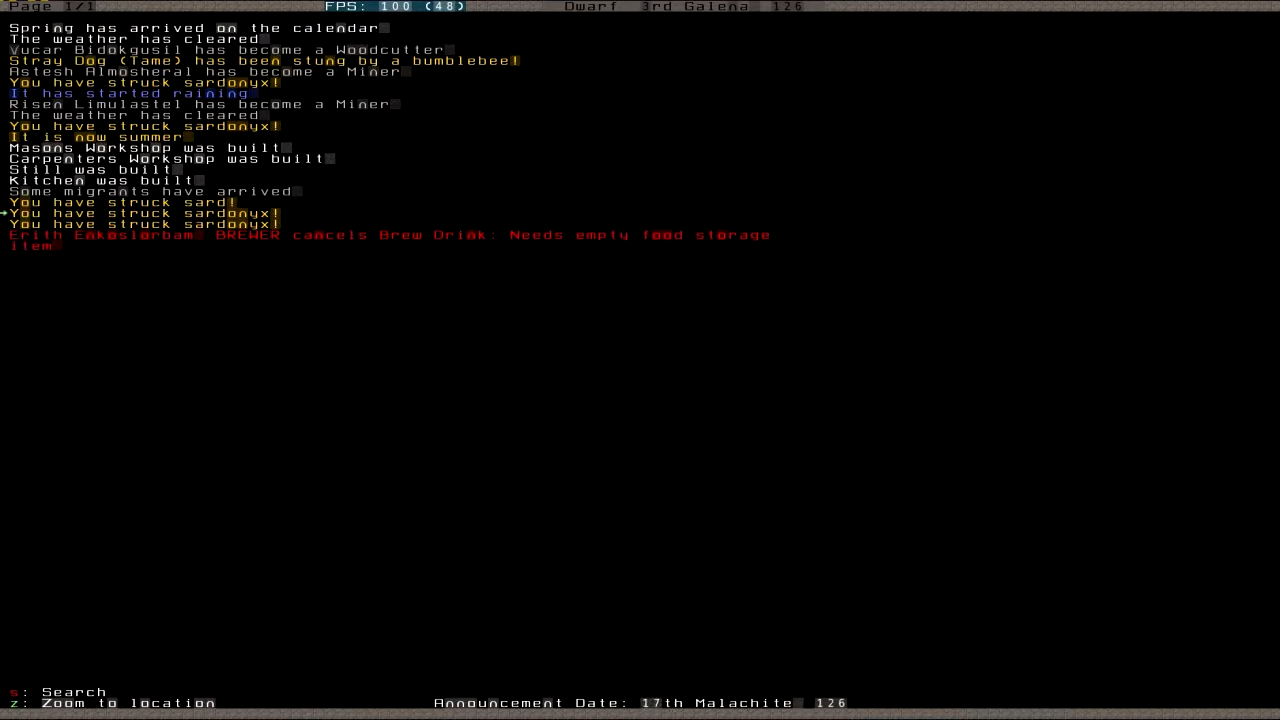 Page 1/1 FPS: 100 (48) Dwarf 3rd Galena 126
Spring has arrived on the calendar
The weather has cleared
Vucar Bidokgusil has become a Woodcutter
Stray Dog (Tame) has been stung by a bumblebee!
Astesh Almosheral has become a Miner
You have struck sardonyx!
It has started raining
Risen Limulastel has become a Miner
The weather has cleared
You have struck sardonyx!
It is now summer
Masons Workshop was built
Carpenters Workshop was built
Still was built
Kitchen was built
Some migrants have arrived
You have struck sard!
You have struck sardonyx!
You have struck sardonyx!
Erith Enkoslorbam BREWER cancels Brew Drink: Needs empty food storage
item
s: Search
z: Zoom to location Announcement Date: 17th Malachite 126